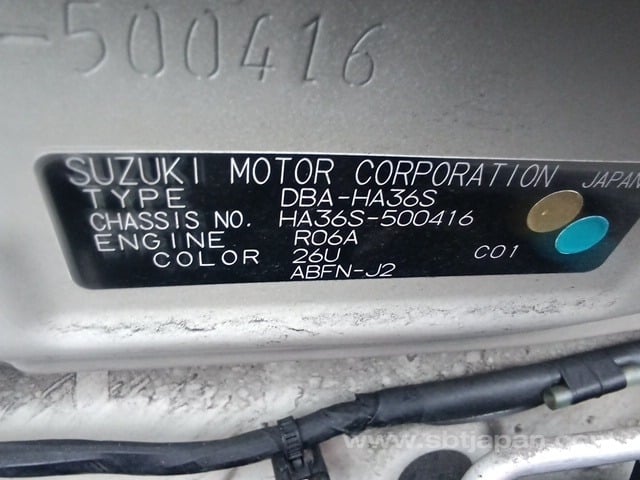 -500416
SUZUKI MOTOR CORPORATION JAPAN
TYPE DBA-HA36S
CHASSIS NO. HA36S-500416
ENGINE R06A
COLOR 26U C01
ABFN-J2
www.sbtjapan.com